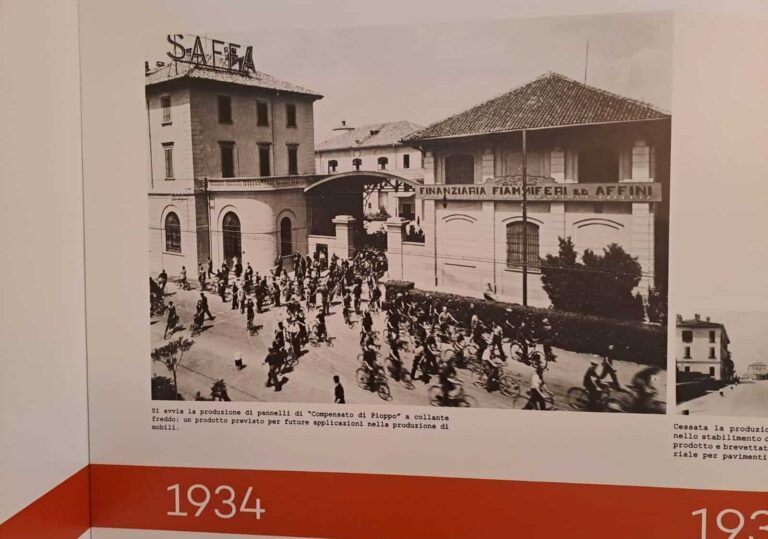 SAFFA
FINANZIARIA FIAMMIFERI ED AFFINI
Si avvia la produzione di pannelli di "Compensato di Pioppo" a collante
freddo: un prodotto previsto per future applicazioni nella produzione di
mobili.
Cessata la produzio
nello stabilimento d
prodotto e brevettat
riale per pavimenti
1934
193